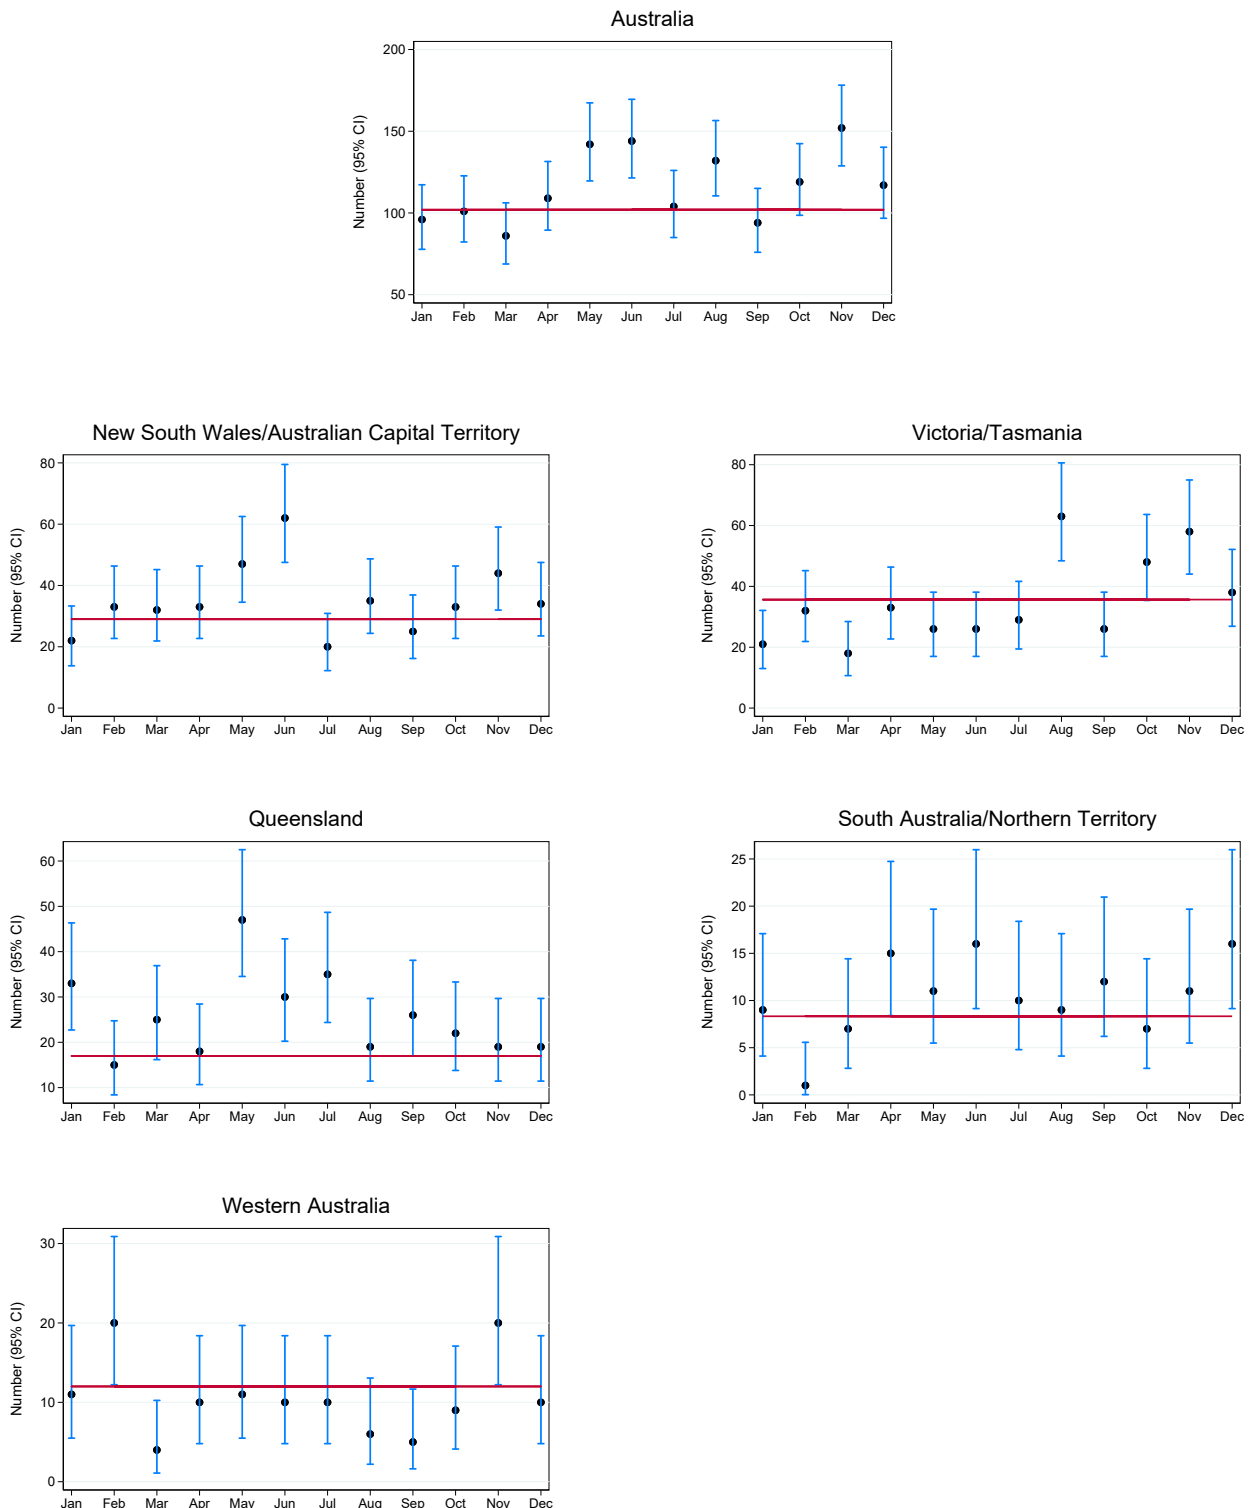 Australia
Number (95% CI)
200
150
100
50
Jan Feb Mar Apr May Jun Jul Aug Sep Oct Nov Dec
New South Wales/Australian Capital Territory
Number (95% CI)
80
60
40
20
0
Jan Feb Mar Apr May Jun Jul Aug Sep Oct Nov Dec
Victoria/Tasmania
Number (95% CI)
80
60
40
20
0
Jan Feb Mar Apr May Jun Jul Aug Sep Oct Nov Dec
Queensland
Number (95% CI)
60
50
40
30
20
10
Jan Feb Mar Apr May Jun Jul Aug Sep Oct Nov Dec
South Australia/Northern Territory
Number (95% CI)
25
20
15
10
5
0
Jan Feb Mar Apr May Jun Jul Aug Sep Oct Nov Dec
Western Australia
Number (95% CI)
30
20
10
0
Jan Feb Mar Apr May Jun Jul Aug Sep Oct Nov Dec